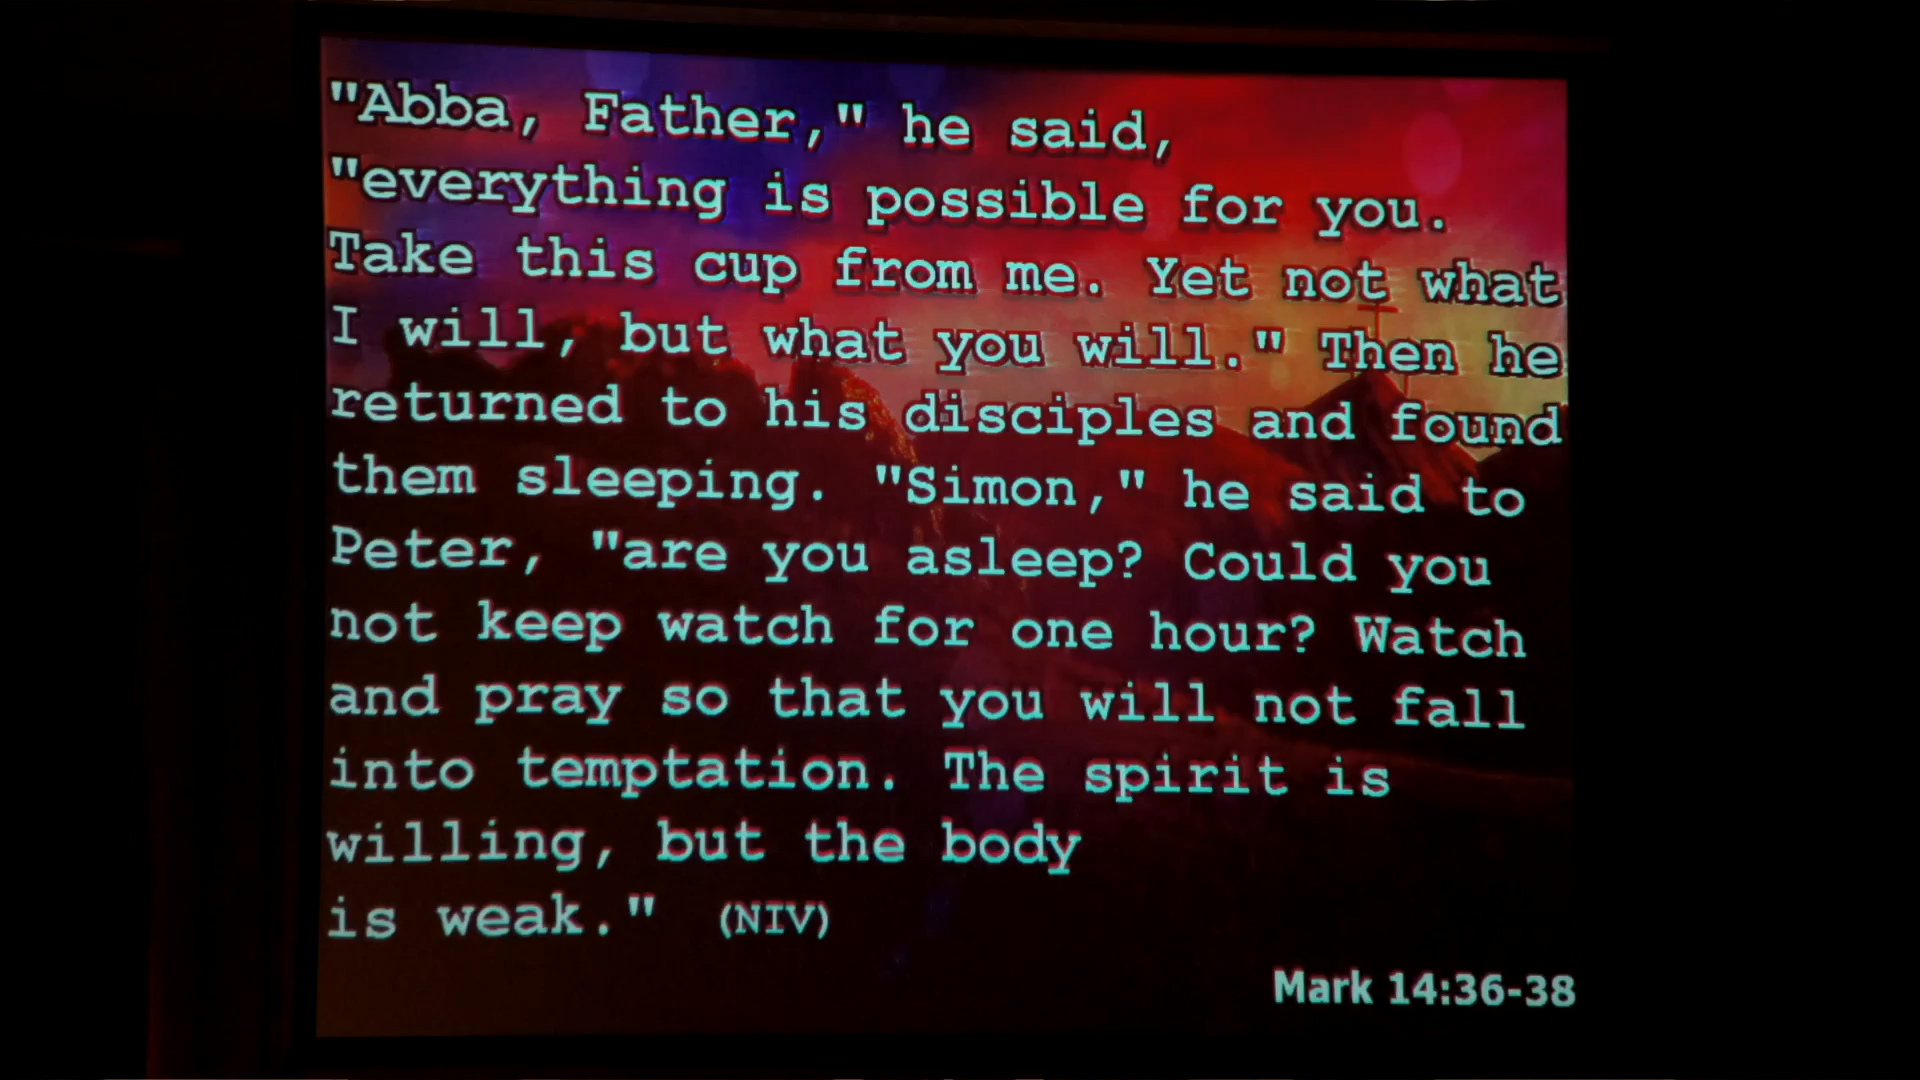 "Abba, Father," he said,
"everything is possible for you.
Take this cup from me. Yet not what
I will, but what you will." Then he
returned to his disciples and found
them sleeping. "Simon," he said to
Peter, "are you asleep? Could you
not keep watch for one hour? Watch
and pray so that you will not fall
into temptation. The spirit is
willing, but the body
is weak." (NIV)
Mark 14:36-38